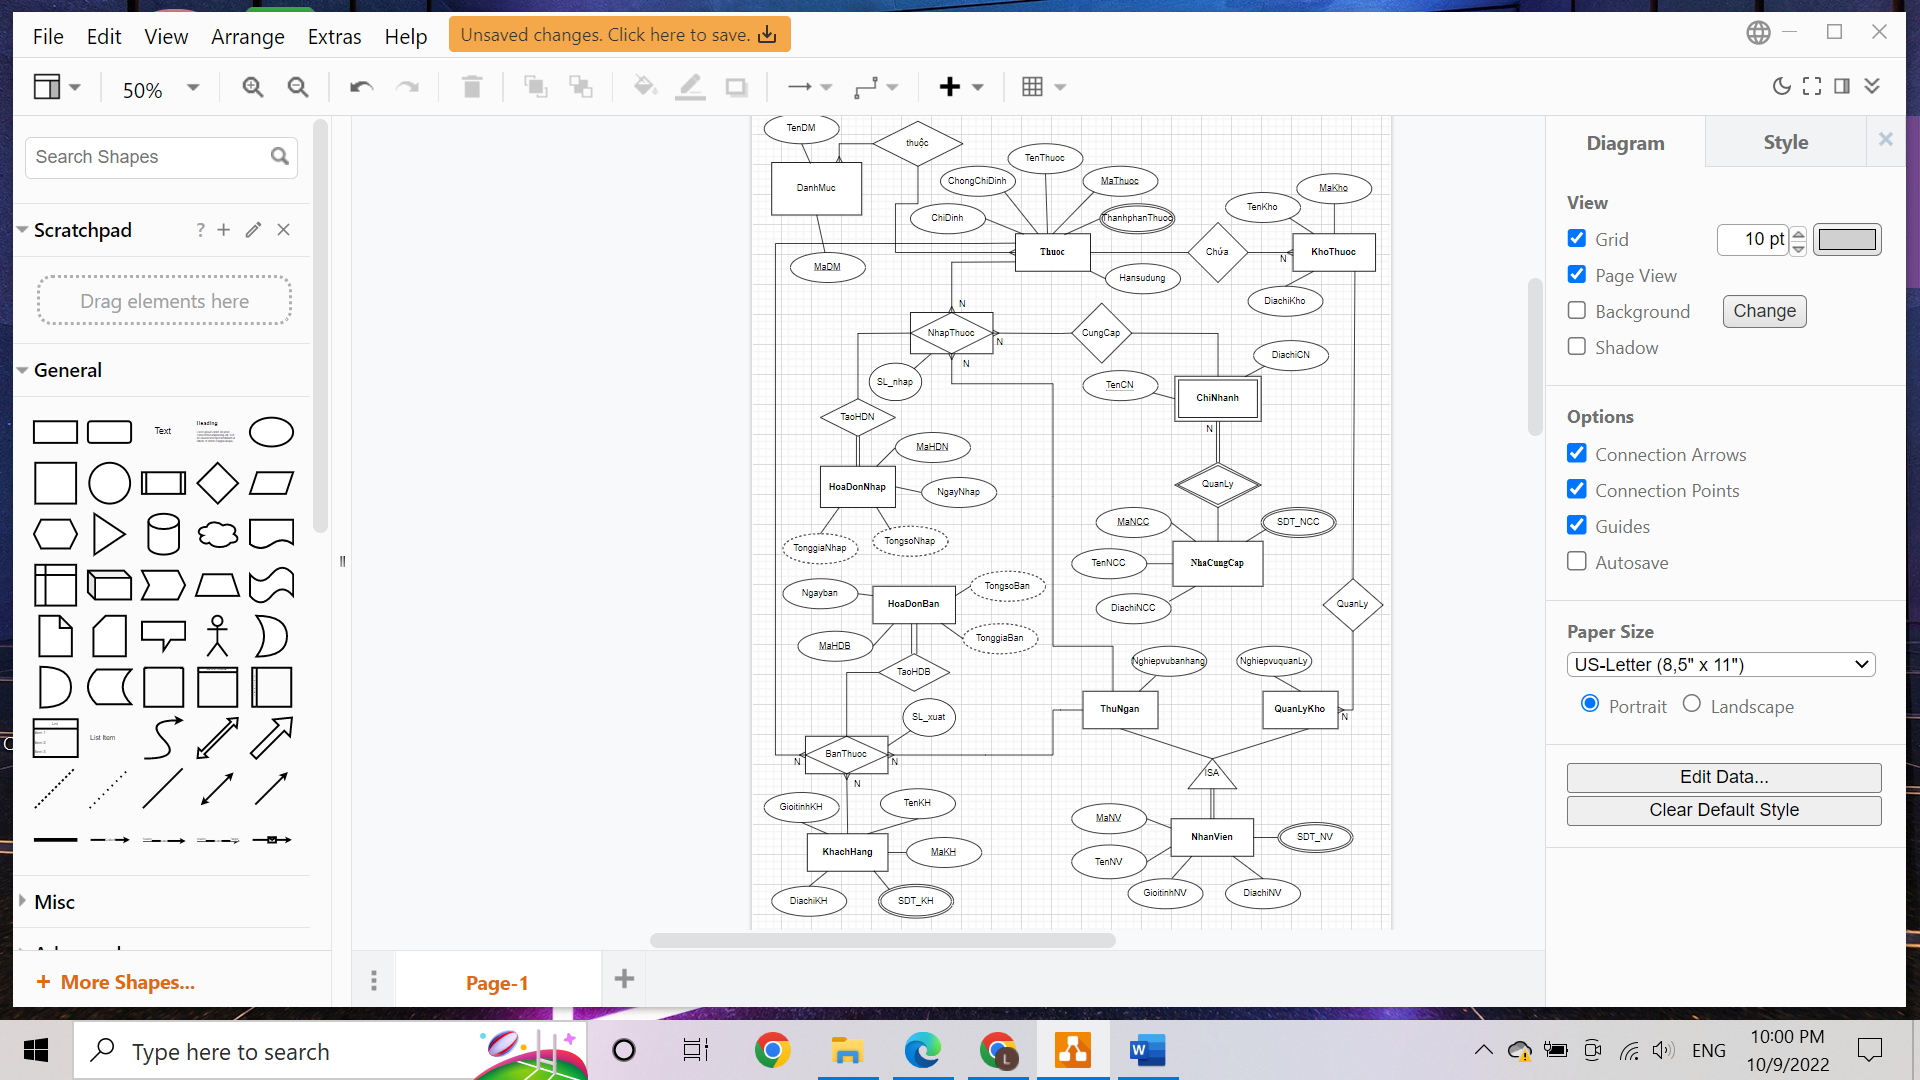 File Edit View Arrange Extras Help
Unsaved changes. Click here to save.
50%
Search Shapes
Scratchpad
?
Drag elements here
General
Text
Heading
List Item
Misc
+ More Shapes...
TenDM
thuộc
DanhMuc
MaDM
TenThuoc
ChongChiDinh
MaThuoc
ChiDinh
ThanhphanThuoc
Thuoc
Hansudung
Chứa
N
TenKho
MaKho
KhoThuoc
DiachiKho
N
NhapThuoc
N
N
CungCap
SL_nhap
DiachiCN
TenCN
ChiNhanh
N
TaoHDN
MaHDN
HoaDonNhap
NgayNhap
TonggiaNhap
TongsoNhap
QuanLy
MaNCC
SDT_NCC
TenNCC
NhaCungCap
DiachiNCC
Ngayban
HoaDonBan
TongsoBan
MaHDB
TonggiaBan
QuanLy
TaoHDB
Nghiepvubanhang
NghiepvuquanLy
SL_xuat
ThuNgan
QuanLyKho
N
N
BanThuoc
N
N
ISA
GioitinhKH
TenKH
MaNV
KhachHang
MaKH
NhanVien
SDT_NV
TenNV
DiachiKH
SDT_KH
GioitinhNV
DiachiNV
Page-1
Diagram
Style
View
Grid
10 pt
Page View
Background
Change
Shadow
Options
Connection Arrows
Connection Points
Guides
Autosave
Paper Size
US-Letter (8,5" x 11")
Portrait
Landscape
Edit Data...
Clear Default Style
Type here to search
L
W
ENG
10:00 PM
10/9/2022